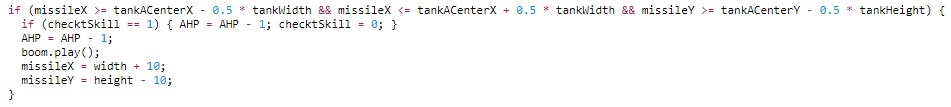 if (missileX >= tankACenterX - 0.5 * tankWidth && missileX <= tankACenterX + 0.5 * tankWidth && missileY >= tankACenterY - 0.5 * tankHeight) {
  if (checktSkill == 1) { AHP = AHP - 1; checktSkill = 0; }
  AHP = AHP - 1;
  boom.play();
  missileX = width + 10;
  missileY = height - 10;
}